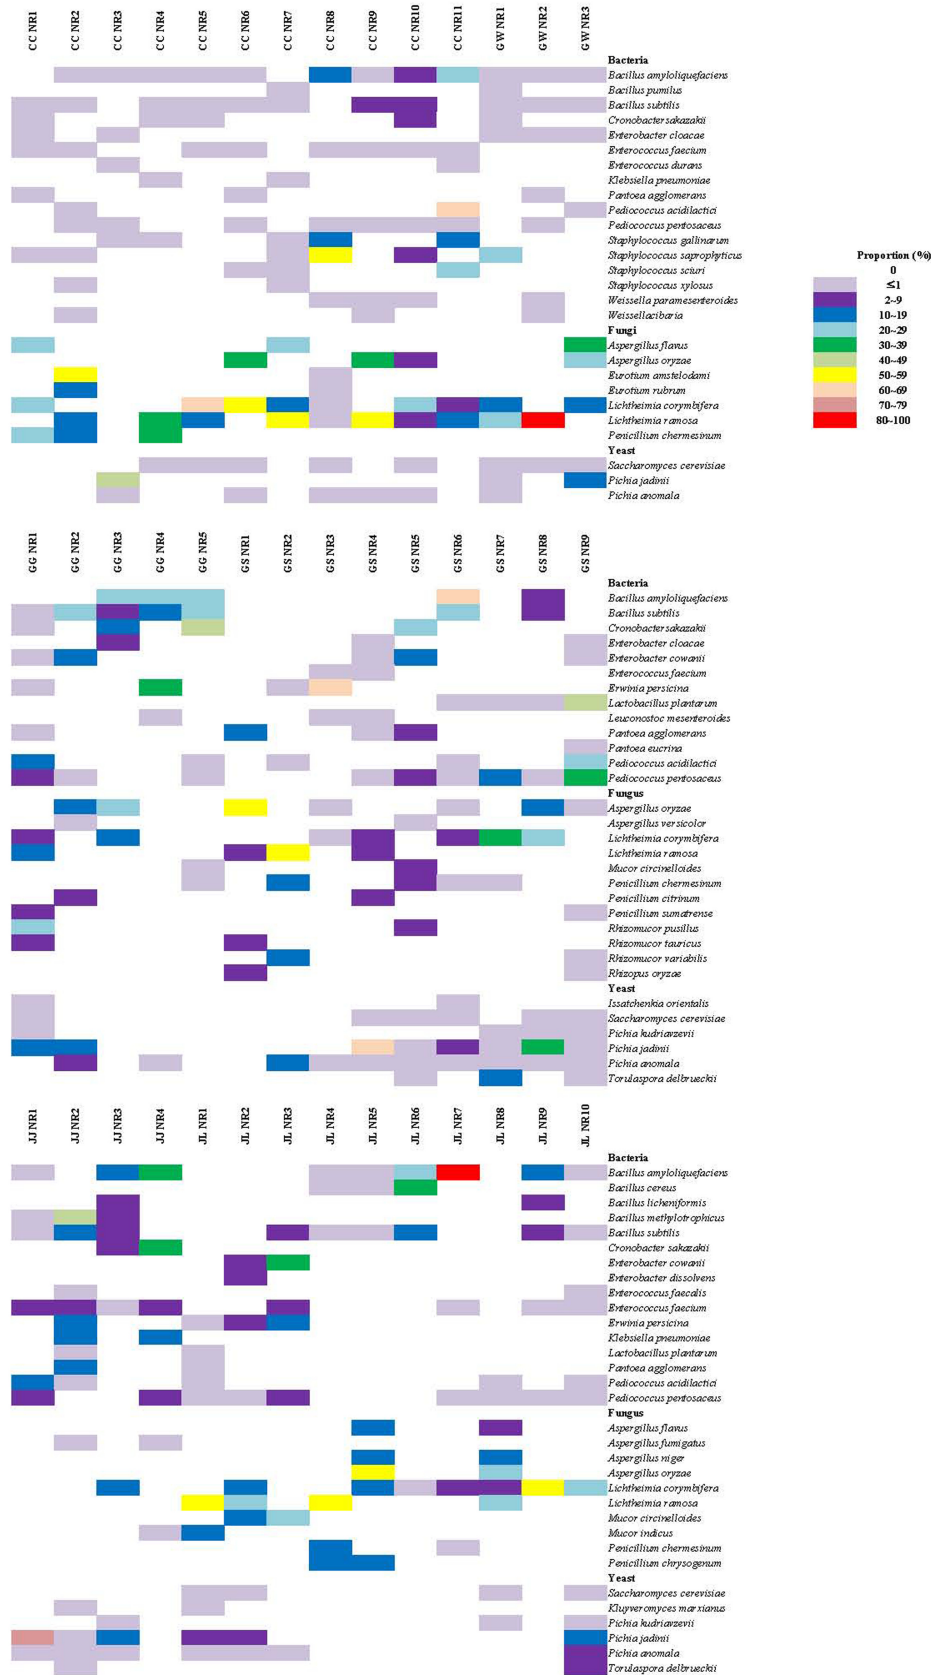 CC NR1 CC NR2 CC NR3 CC NR4 CC NR5 CC NR6 CC NR7 CC NR8 CC NR9 CC NR10 CC NR11 GW NR1 GW NR2 GW NR3
Bacteria
Bacillus amyloliquefaciens
Bacillus pumilus
Bacillus subtilis
Cronobacter sakazakii
Enterobacter cloacae
Enterococcus faecium
Enterococcus durans
Klebsiella pneumoniae
Pantoea agglomerans
Pediococcus acidilactici
Pediococcus pentosaceus
Staphylococcus gallinarum
Staphylococcus saprophyticus
Staphylococcus sciuri
Staphylococcus xylosus
Weissella paramesenteroides
Weissellacibaria
Fungi
Aspergillus flavus
Aspergillus oryzae
Eurotium amstelodami
Eurotium rubrum
Lichtheimia corymbifera
Lichtheimia ramosa
Penicillium chermesinum
Yeast
Saccharomyces cerevisiae
Pichia jadinii
Pichia anomala
Proportion (%)
0
≤1
2~9
10~19
20~29
30~39
40~49
50~59
60~69
70~79
80~100
GG NR1 GG NR2 GG NR3 GG NR4 GG NR5 GS NR1 GS NR2 GS NR3 GS NR4 GS NR5 GS NR6 GS NR7 GS NR8 GS NR9
Bacteria
Bacillus amyloliquefaciens
Bacillus subtilis
Cronobacter sakazakii
Enterobacter cloacae
Enterobacter cowanii
Enterococcus faecium
Erwinia persicina
Lactobacillus plantarum
Leuconostoc mesenteroides
Pantoea agglomerans
Pantoea eucrina
Pediococcus acidilactici
Pediococcus pentosaceus
Fungus
Aspergillus oryzae
Aspergillus versicolor
Lichtheimia corymbifera
Lichtheimia ramosa
Mucor circinelloides
Penicillium chermesinum
Penicillium citrinum
Penicillium sumatrense
Rhizomucor pusillus
Rhizomucor tauricus
Rhizomucor variabilis
Rhizopus oryzae
Yeast
Issatchenkia orientalis
Saccharomyces cerevisiae
Pichia kudriavzevii
Pichia jadinii
Pichia anomala
Torulaspora delbrueckii
JJ NR1 JJ NR2 JJ NR3 JJ NR4 JL NR1 JL NR2 JL NR3 JL NR4 JL NR5 JL NR6 JL NR7 JL NR8 JL NR9 JL NR10
Bacteria
Bacillus amyloliquefaciens
Bacillus cereus
Bacillus licheniformis
Bacillus methylotrophicus
Bacillus subtilis
Cronobacter sakazakii
Enterobacter cowanii
Enterobacter dissolvens
Enterococcus faecalis
Enterococcus faecium
Erwinia persicina
Klebsiella pneumoniae
Lactobacillus plantarum
Pantoea agglomerans
Pediococcus acidilactici
Pediococcus pentosaceus
Fungus
Aspergillus flavus
Aspergillus fumigatus
Aspergillus niger
Aspergillus oryzae
Lichtheimia corymbifera
Lichtheimia ramosa
Mucor circinelloides
Mucor indicus
Penicillium chermesinum
Penicillium chrysogenum
Yeast
Saccharomyces cerevisiae
Kluyveromyces marxianus
Pichia kudriavzevii
Pichia jadinii
Pichia anomala
Torulaspora delbrueckii